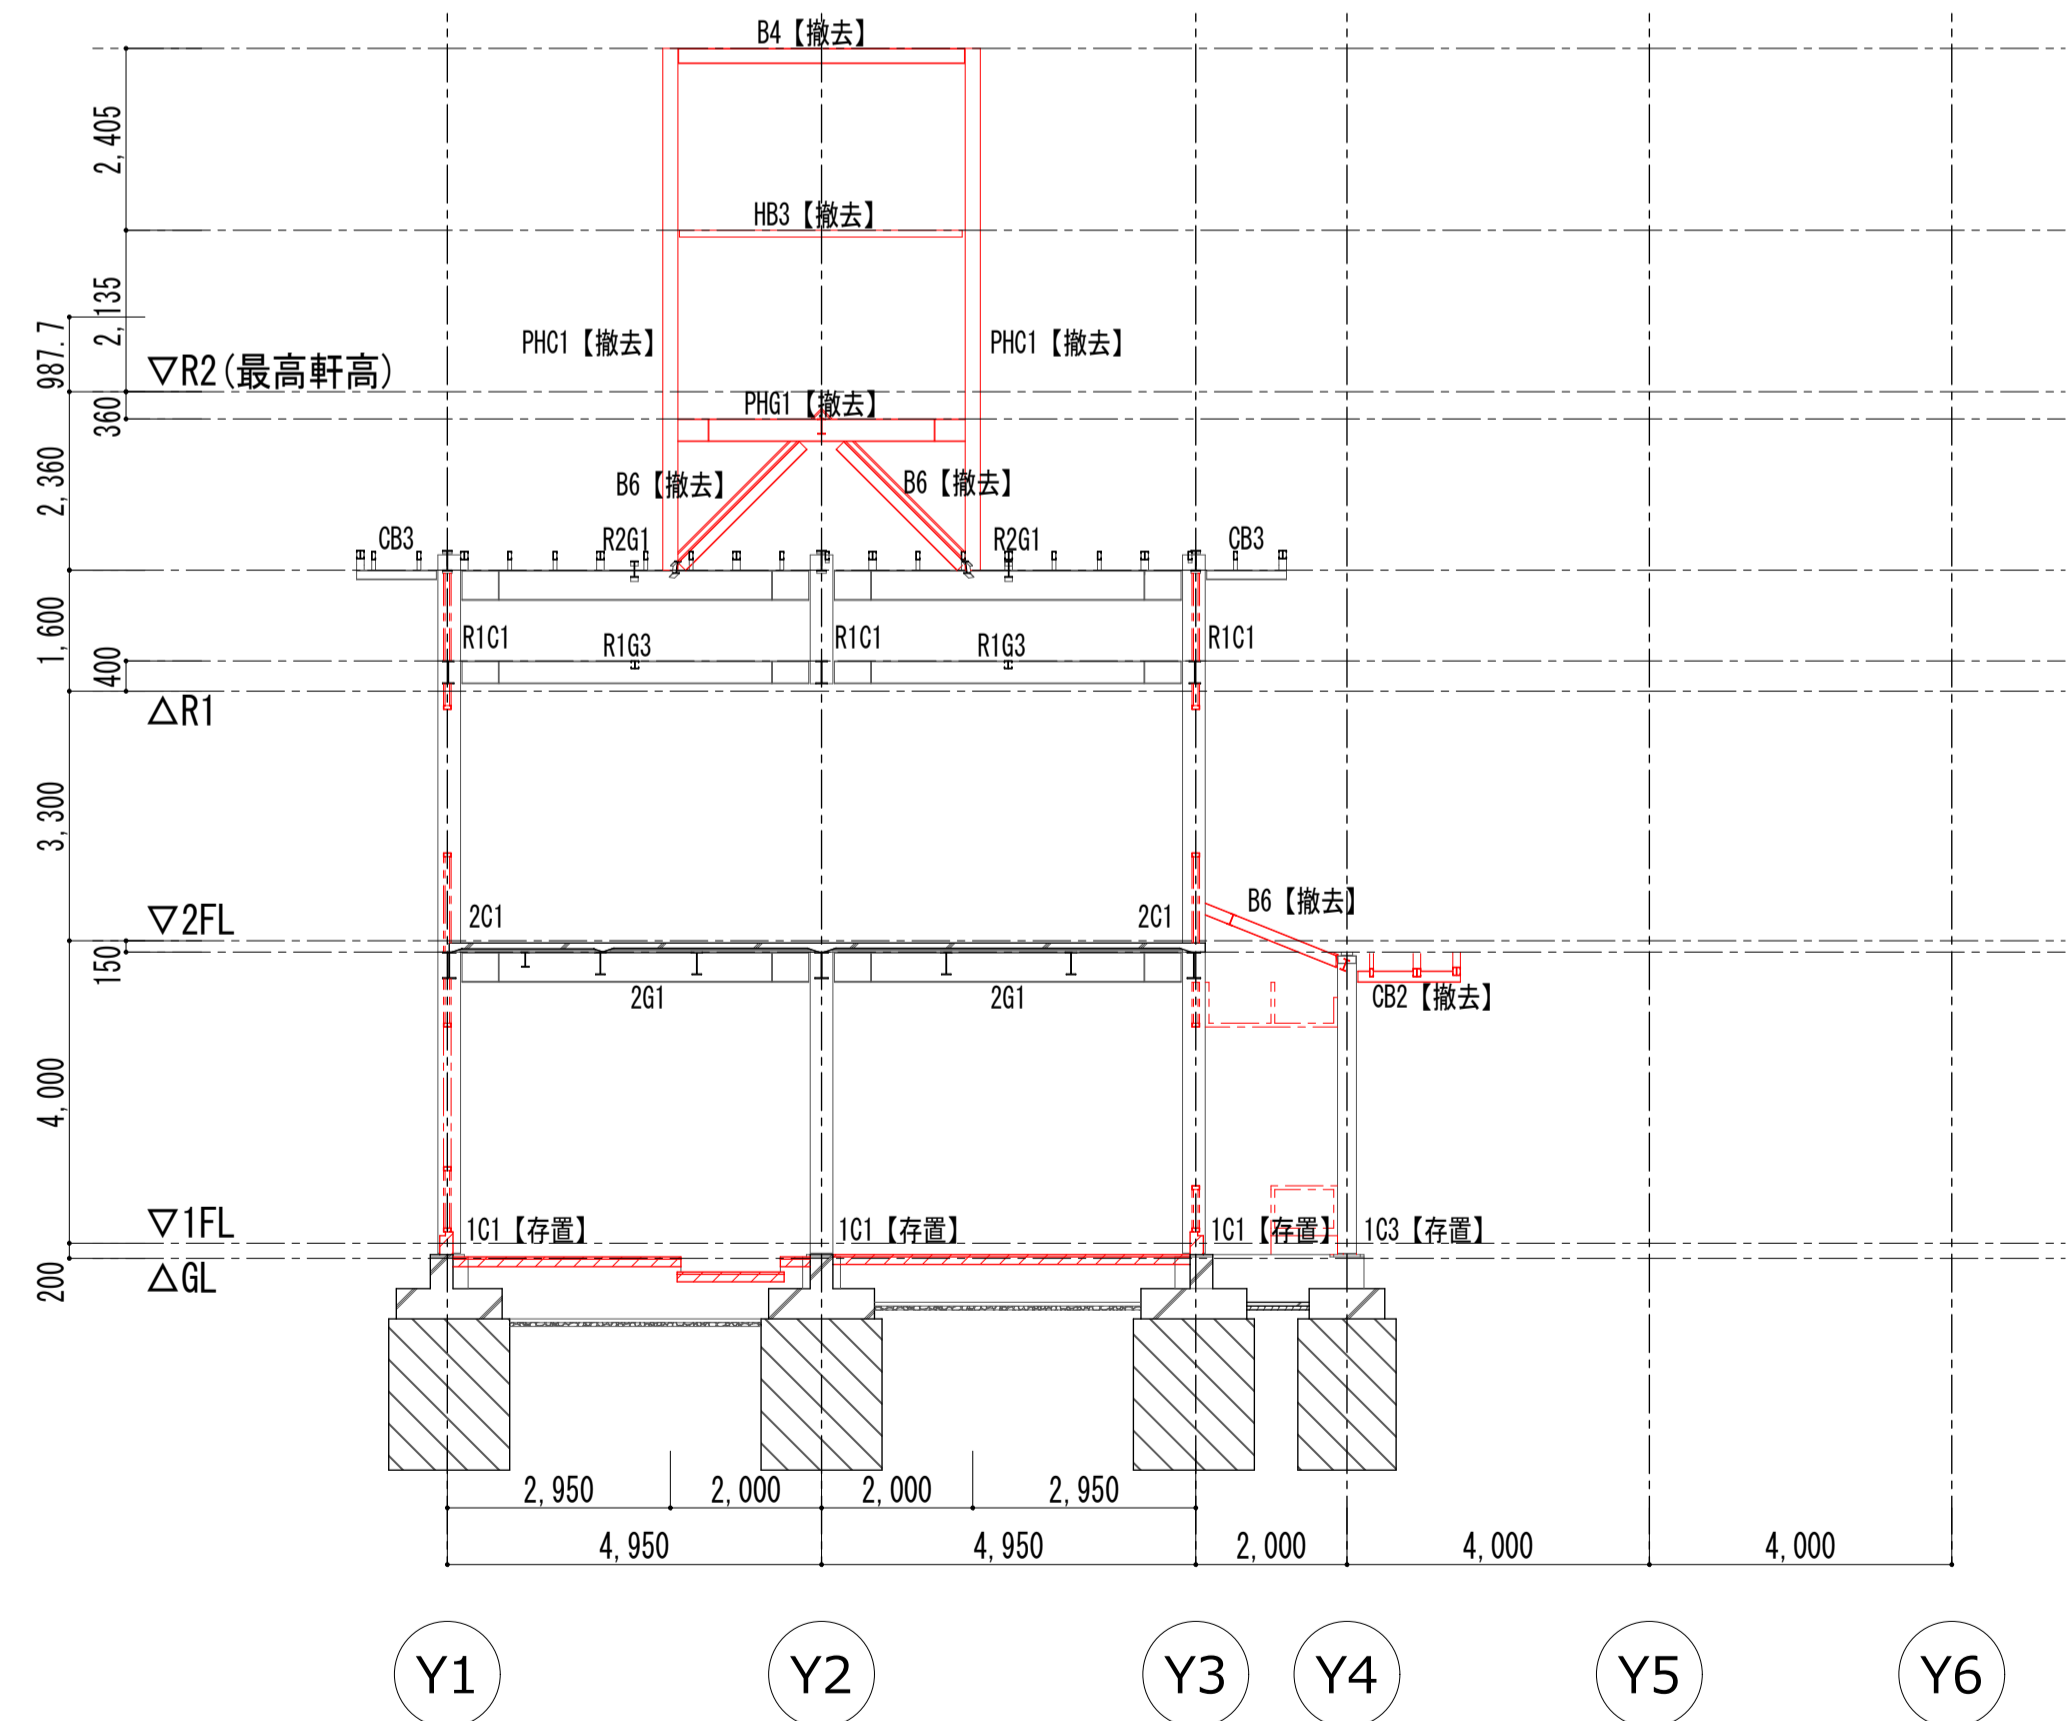 B4【撤去】
2,405
HB3【撤去】
2,135
987.7
PHC1【撤去】
PHC1【撤去】
▽R2(最高軒高)
360
PHG1【撤去】
2,360
B6【撤去】
B6【撤去】
CB3
R2G1
R2G1
CB3
1,600
R1C1
R1G3
R1C1
R1G3
R1C1
400
△R1
3,300
▽2FL
2C1
2C1
B6【撤去】
150
2G1
2G1
CB2【撤去】
4,000
▽1FL
1C1【存置】
1C1【存置】
1C1【存置】
1C3【存置】
200
△GL
2,950
2,000
2,000
2,950
4,950
4,950
2,000
4,000
4,000
Y1
Y2
Y3
Y4
Y5
Y6